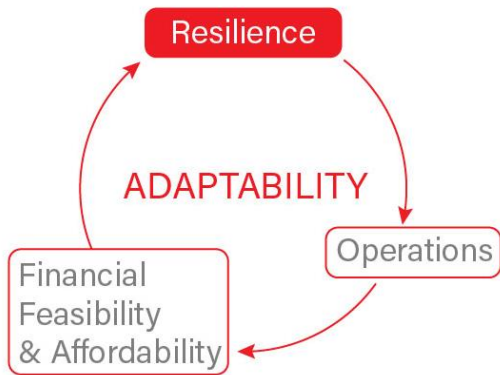 Resilience
ADAPTABILITY
Operations
Financial
Feasibility
& Affordability